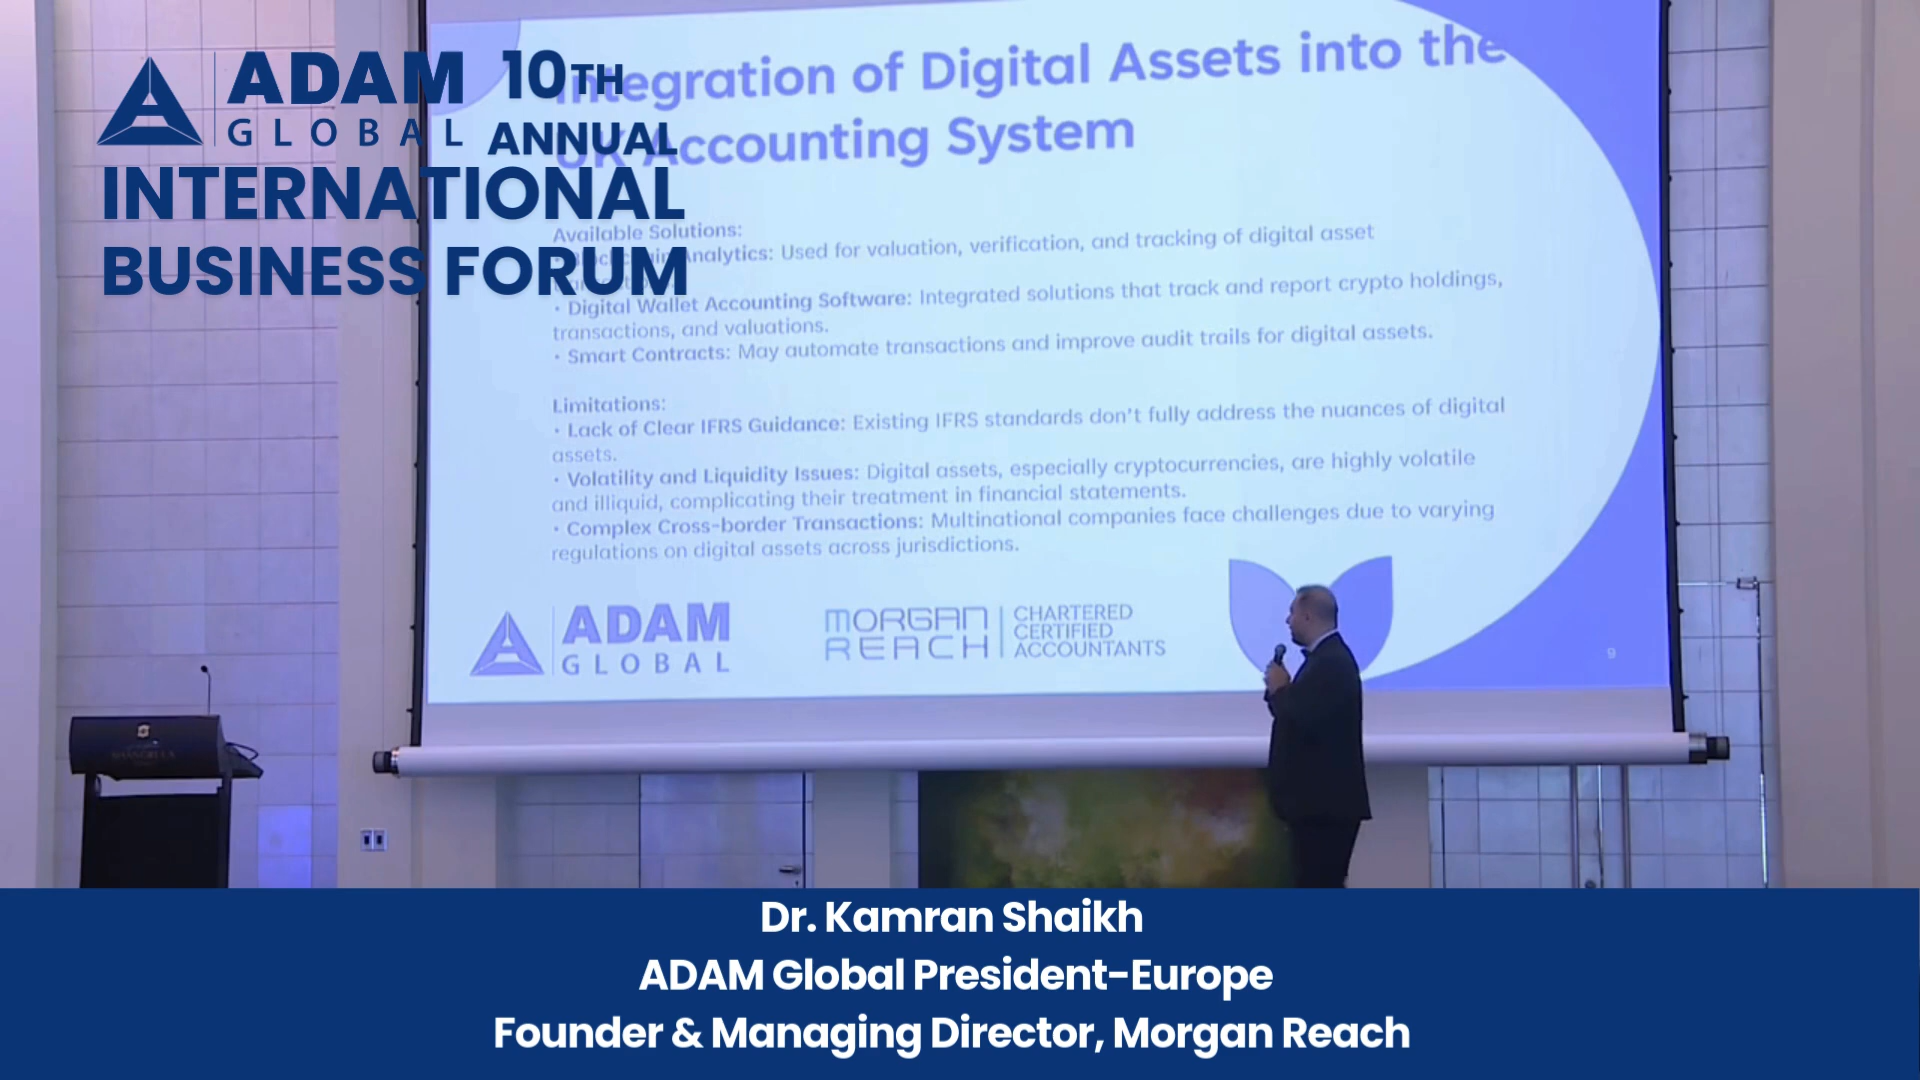 ADAM
GLOBAL
10TH
ANNUAL
INTERNATIONAL
BUSINESS FORUM
Integration of Digital Assets into the
UK Accounting System
Available Solutions:
Analytics: Used for valuation, verification, and tracking of digital asset
• Digital Wallet Accounting Software: Integrated solutions that track and report crypto holdings,
transactions, and valuations.
• Smart Contracts: May automate transactions and improve audit trails for digital assets.
Limitations:
• Lack of Clear IFRS Guidance: Existing IFRS standards don't fully address the nuances of digital
assets.
• Volatility and Liquidity Issues: Digital assets, especially cryptocurrencies, are highly volatile
and illiquid, complicating their treatment in financial statements.
• Complex Cross-border Transactions: Multinational companies face challenges due to varying
regulations on digital assets across jurisdictions.
ADAM
GLOBAL
MORGAN
REACH
CHARTERED
CERTIFIED
ACCOUNTANTS
9
Dr. Kamran Shaikh
ADAM Global President-Europe
Founder & Managing Director, Morgan Reach